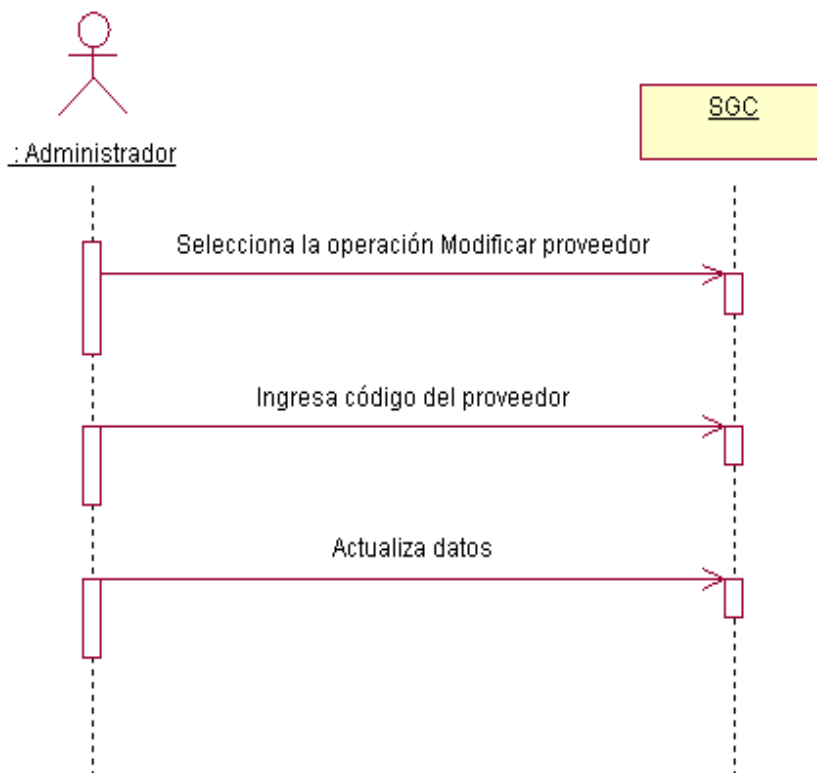 : Administrador
SGC
Selecciona la operación Modificar proveedor
Ingresa código del proveedor
Actualiza datos